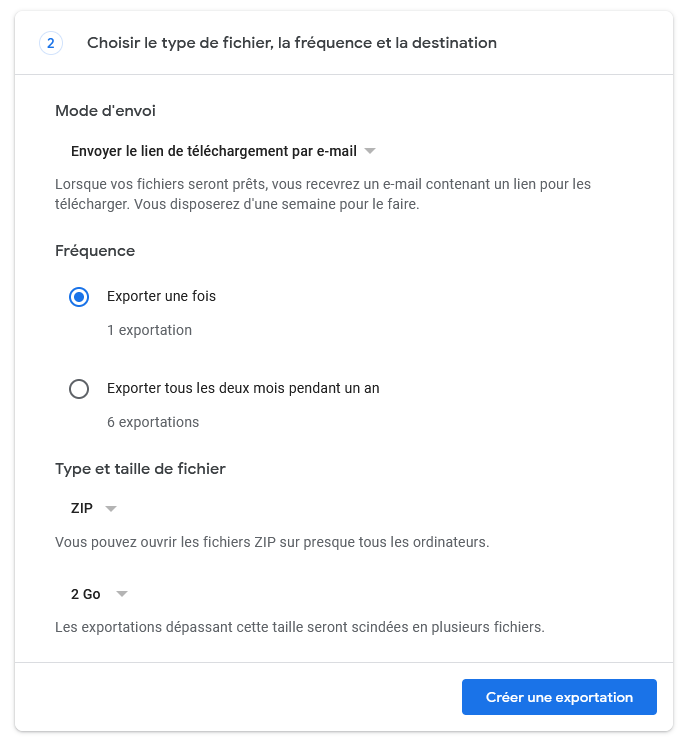 2 Choisir le type de fichier, la fréquence et la destination
Mode d'envoi
Envoyer le lien de téléchargement par e-mail
Lorsque vos fichiers seront prêts, vous recevrez un e-mail contenant un lien pour les
télécharger. Vous disposerez d'une semaine pour le faire.
Fréquence
Exporter une fois
1 exportation
Exporter tous les deux mois pendant un an
6 exportations
Type et taille de fichier
ZIP
Vous pouvez ouvrir les fichiers ZIP sur presque tous les ordinateurs.
2 Go
Les exportations dépassant cette taille seront scindées en plusieurs fichiers.
Créer une exportation